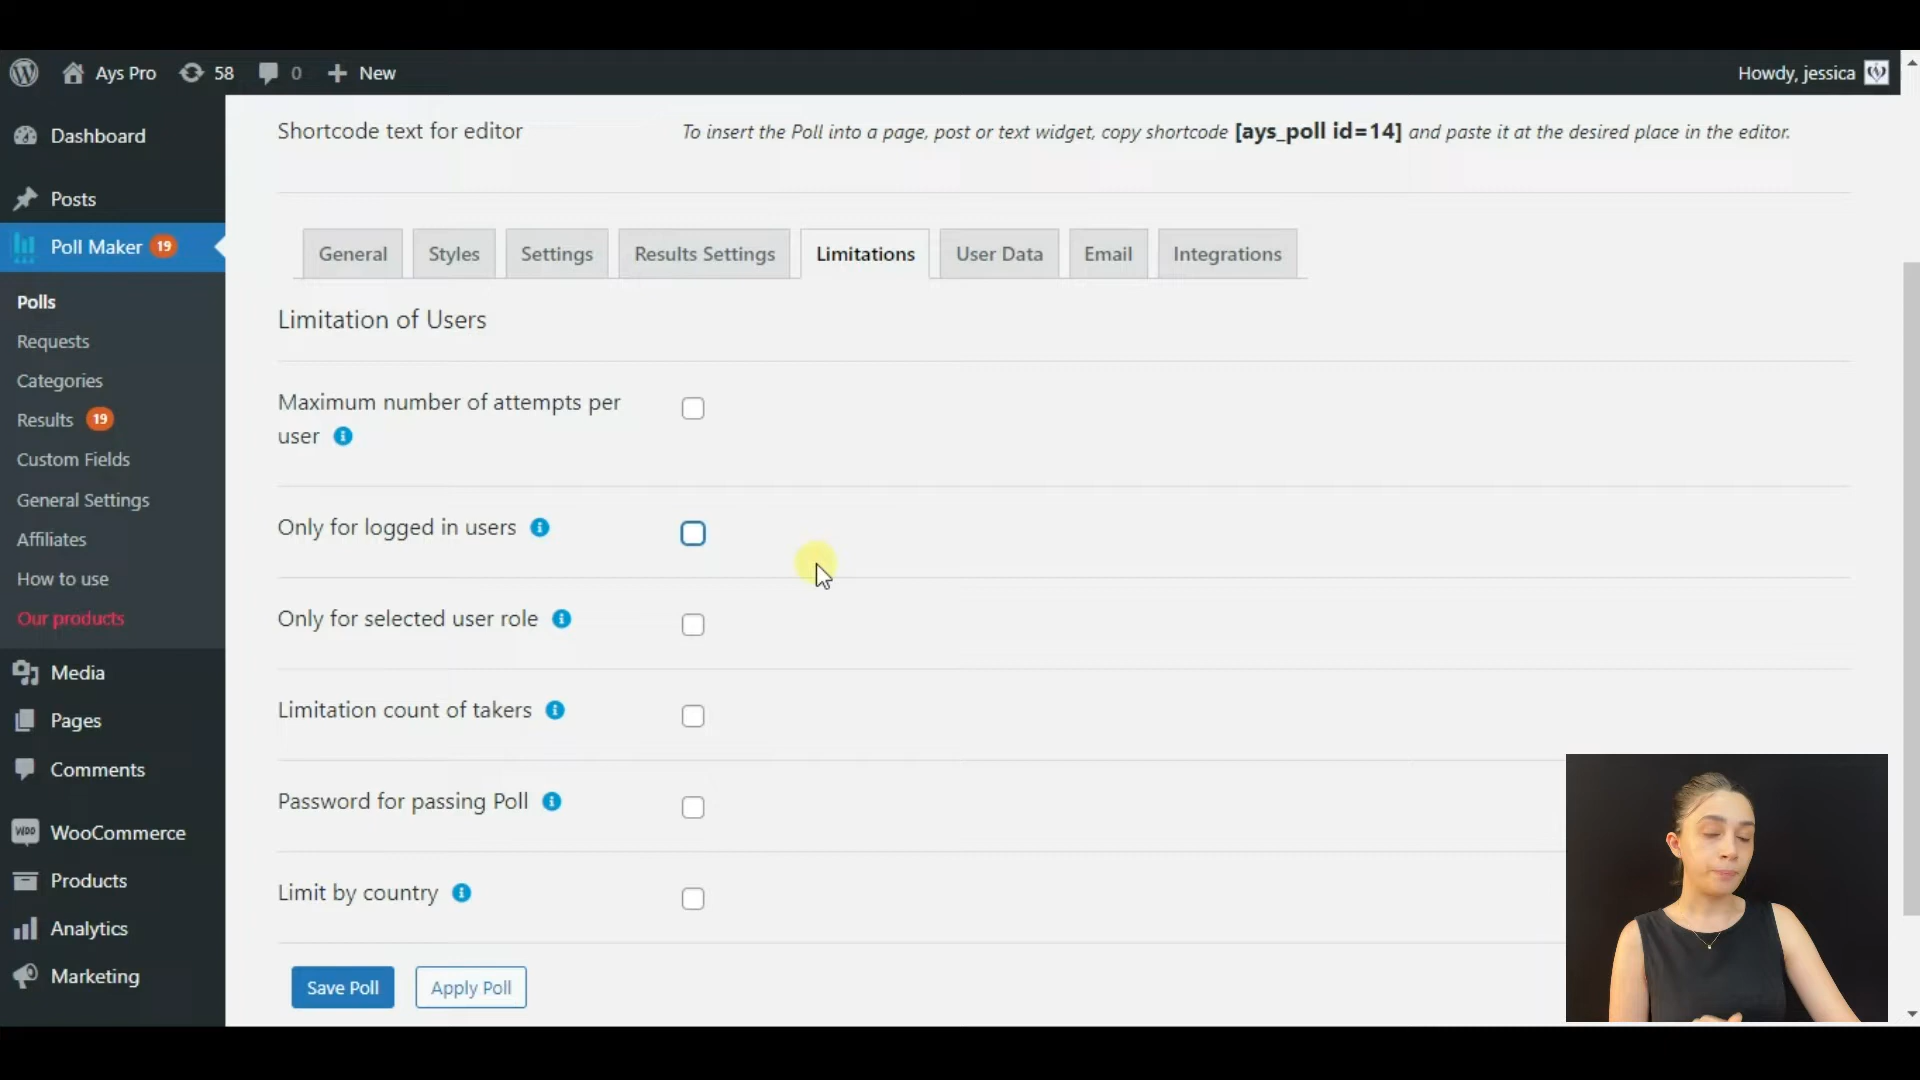 Ays Pro 58 0 New Howdy, jessica
Dashboard
Posts
Poll Maker 19
Polls
Requests
Categories
Results 19
Custom Fields
General Settings
Affiliates
How to use
Our products
Media
Pages
Comments
WooCommerce
Products
Analytics
Marketing
Shortcode text for editor
To insert the Poll into a page, post or text widget, copy shortcode [ays_poll id=14] and paste it at the desired place in the editor.
General Styles Settings Results Settings Limitations User Data Email Integrations
Limitation of Users
Maximum number of attempts per
user
Only for logged in users
Only for selected user role
Limitation count of takers
Password for passing Poll
Limit by country
Save Poll Apply Poll